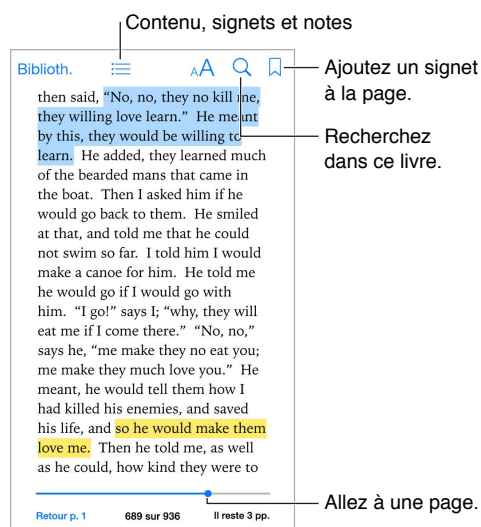 Contenu, signets et notes
Biblioth.
AA
Ajoutez un signet
à la page.
Recherchez
dans ce livre.
then said, “No, no, they no kill me,
they willing love learn.” He meant
by this, they would be willing to
learn. He added, they learned much
of the bearded mans that came in
the boat. Then I asked him if he
would go back to them. He smiled
at that, and told me that he could
not swim so far. I told him I would
make a canoe for him. He told me
he would go if I would go with
him. “I go!” says I; “why, they will
eat me if I come there.” “No, no,”
says he, “me make they no eat you;
me make they much love you.” He
meant, he would tell them how I
had killed his enemies, and saved
his life, and so he would make them
love me. Then he told me, as well
as he could, how kind they were to
Allez à une page.
Retour p. 1
689 sur 936
Il reste 3 pp.